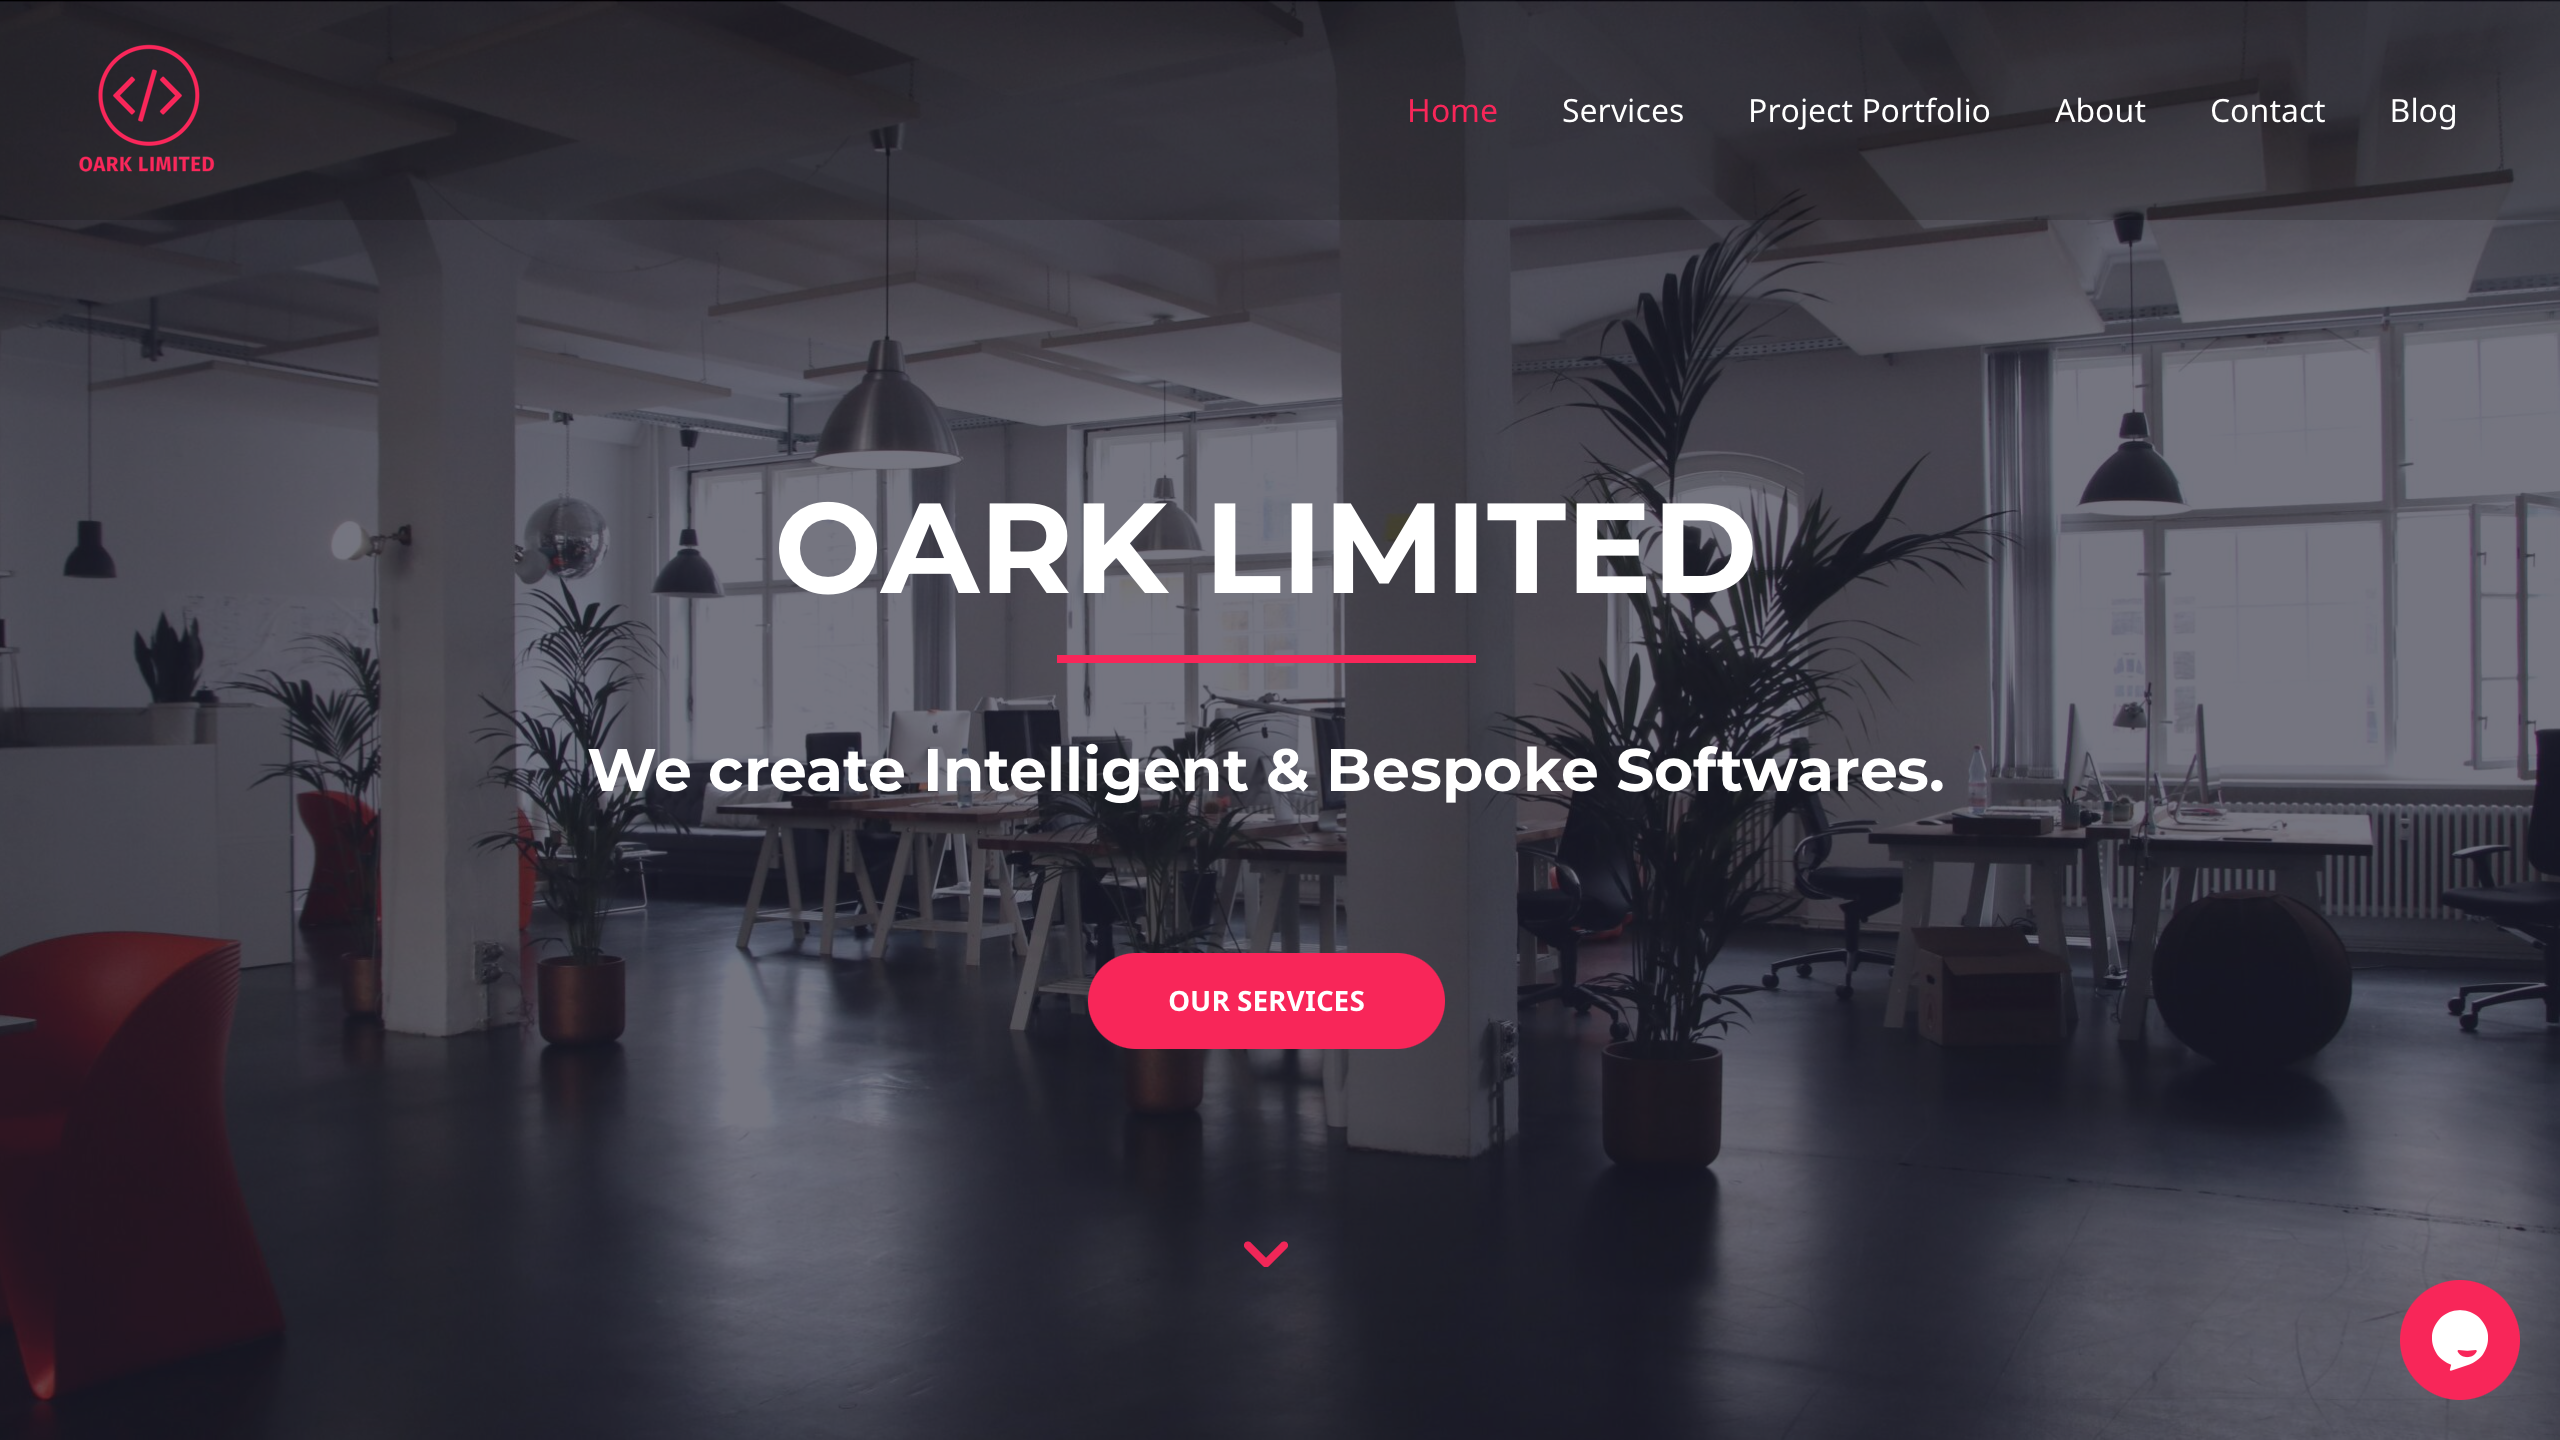 </>
OARK LIMITED
Home Services Project Portfolio About Contact Blog
OARK LIMITED
We create Intelligent & Bespoke Softwares.
OUR SERVICES